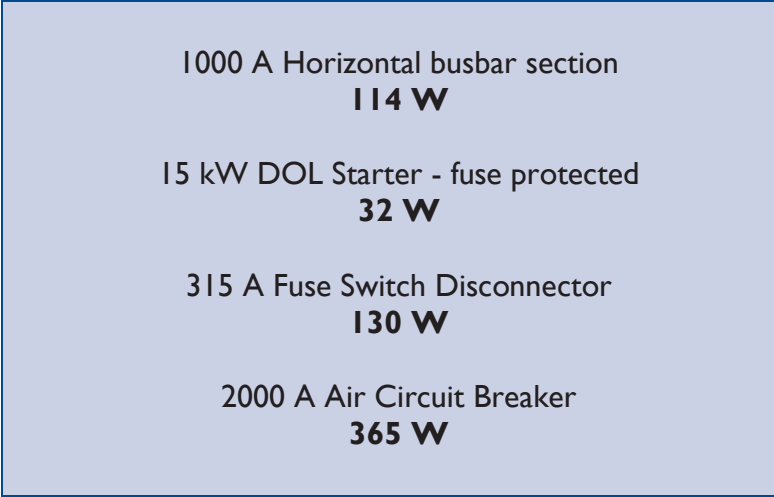 1000 A Horizontal busbar section
114 W
15 kW DOL Starter - fuse protected
32 W
315 A Fuse Switch Disconnector
130 W
2000 A Air Circuit Breaker
365 W